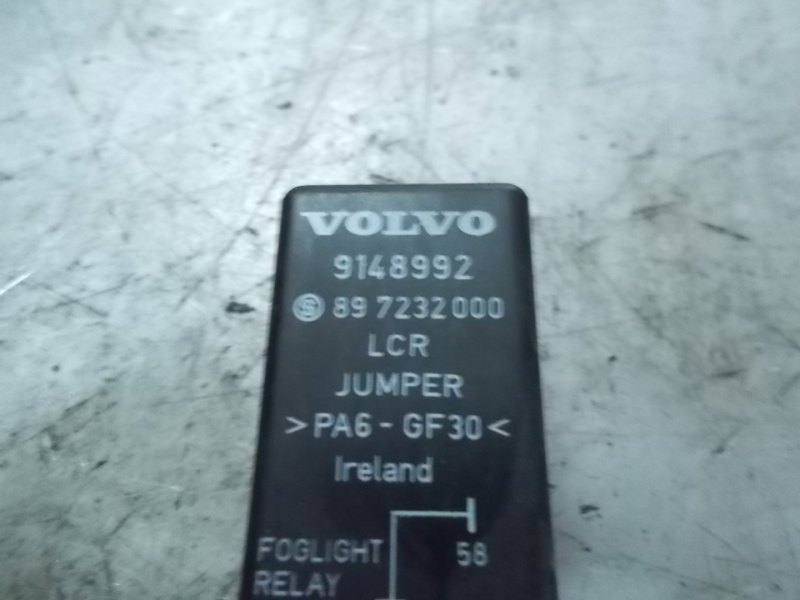 VOLVO
9148992
S 89 7232 000
LCR
JUMPER
>PA6-GF30<
Ireland
FOGLIGHT 58
RELAY